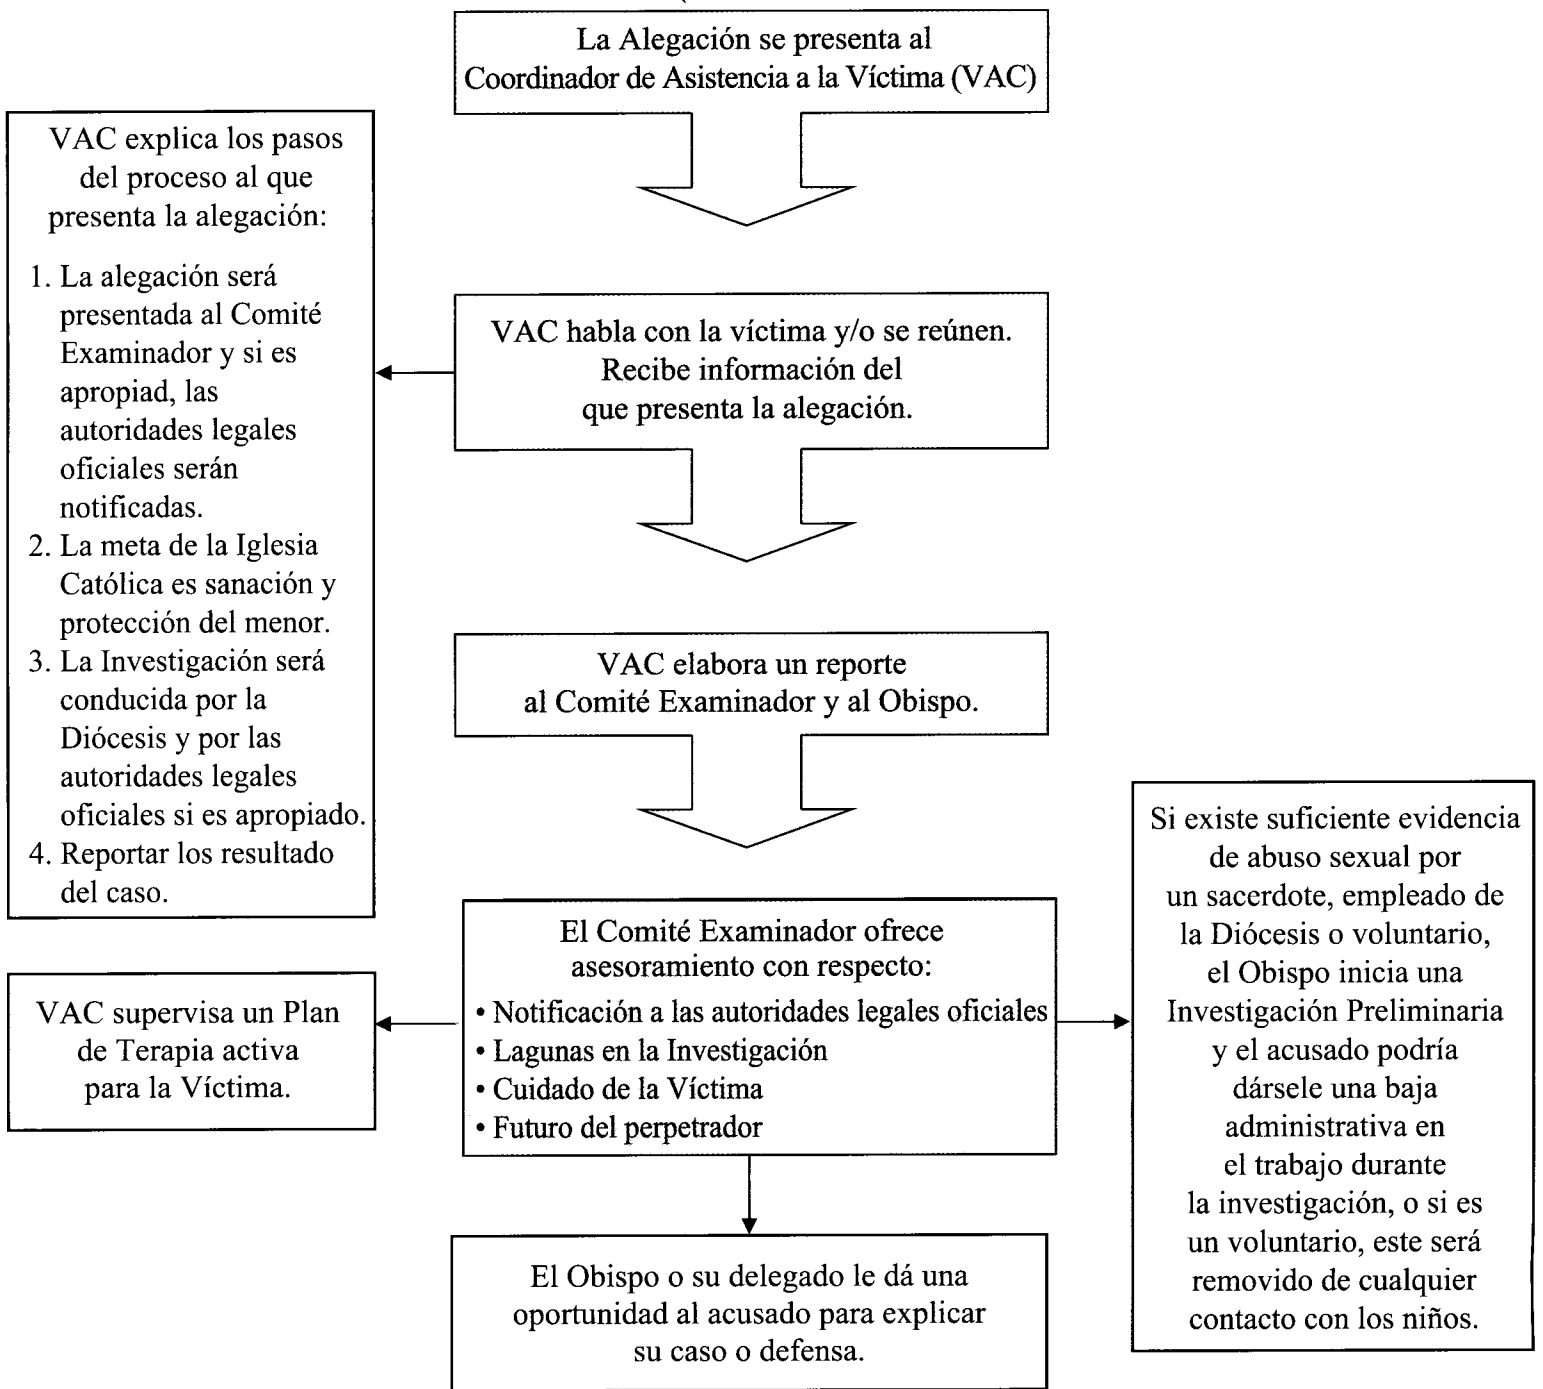 La Alegación se presenta al
Coordinador de Asistencia a la Víctima (VAC)
VAC explica los pasos
del proceso al que
presenta la alegación:
1. La alegación será
presentada al Comité
Examinador y si es
apropiad, las
autoridades legales
oficiales serán
notificadas.
2. La meta de la Iglesia
Católica es sanación y
protección del menor.
3. La Investigación será
conducida por la
Diócesis y por las
autoridades legales
oficiales si es apropiado.
4. Reportar los resultado
del caso.
VAC habla con la víctima y/o se reúnen.
Recibe información del
que presenta la alegación.
VAC elabora un reporte
al Comité Examinador y al Obispo.
El Comité Examinador ofrece
asesoramiento con respecto:
• Notificación a las autoridades legales oficiales
• Lagunas en la Investigación
• Cuidado de la Víctima
• Futuro del perpetrador
VAC supervisa un Plan
de Terapia activa
para la Víctima.
Si existe suficiente evidencia
de abuso sexual por
un sacerdote, empleado de
la Diócesis o voluntario,
el Obispo inicia una
Investigación Preliminaria
y el acusado podría
dársele una baja
administrativa en
el trabajo durante
la investigación, o si es
un voluntario, este será
removido de cualquier
contacto con los niños.
El Obispo o su delegado le dá una
oportunidad al acusado para explicar
su caso o defensa.